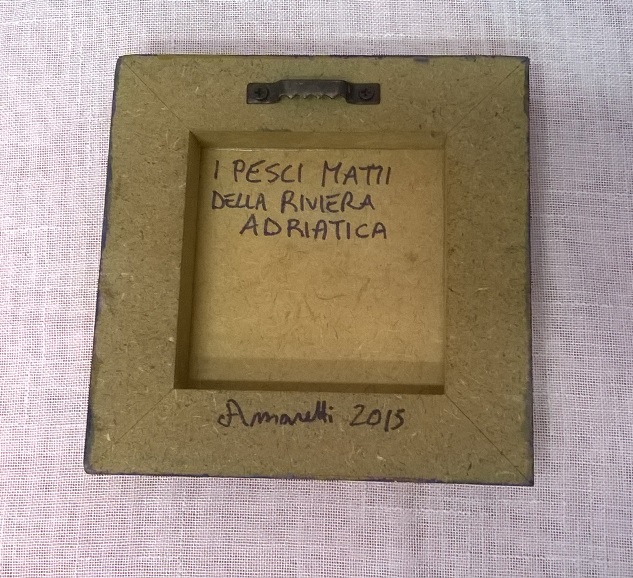 I PESCI MATTI
DELLA RIVIERA
ADRIATICA
Amaretti 2015